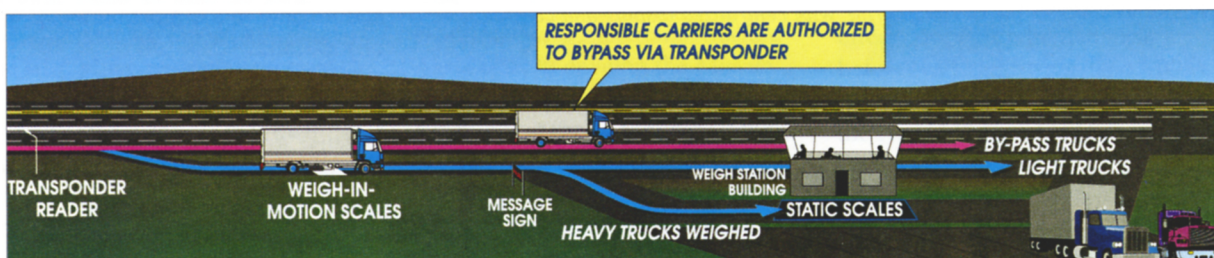 RESPONSIBLE CARRIERS ARE AUTHORIZED
TO BYPASS VIA TRANSPONDER
BY-PASS TRUCKS
LIGHT TRUCKS
TRANSPONDER
READER
WEIGH-IN-
MOTION SCALES
MESSAGE
SIGN
WEIGH STATION
BUILDING
STATIC SCALES
HEAVY TRUCKS WEIGHED